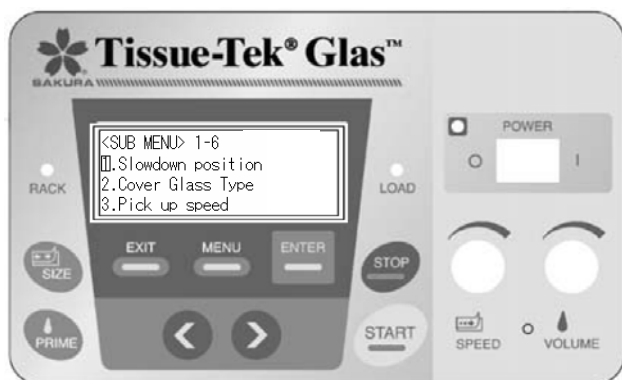 Tissue-Tek® Glas™
SAKURA
<SUB MENU> 1-6
1.Slowdown position
2.Cover Glass Type
3.Pick up speed
RACK
LOAD
EXIT MENU ENTER
SIZE
STOP
PRIME
START
POWER
O I
SPEED
VOLUME